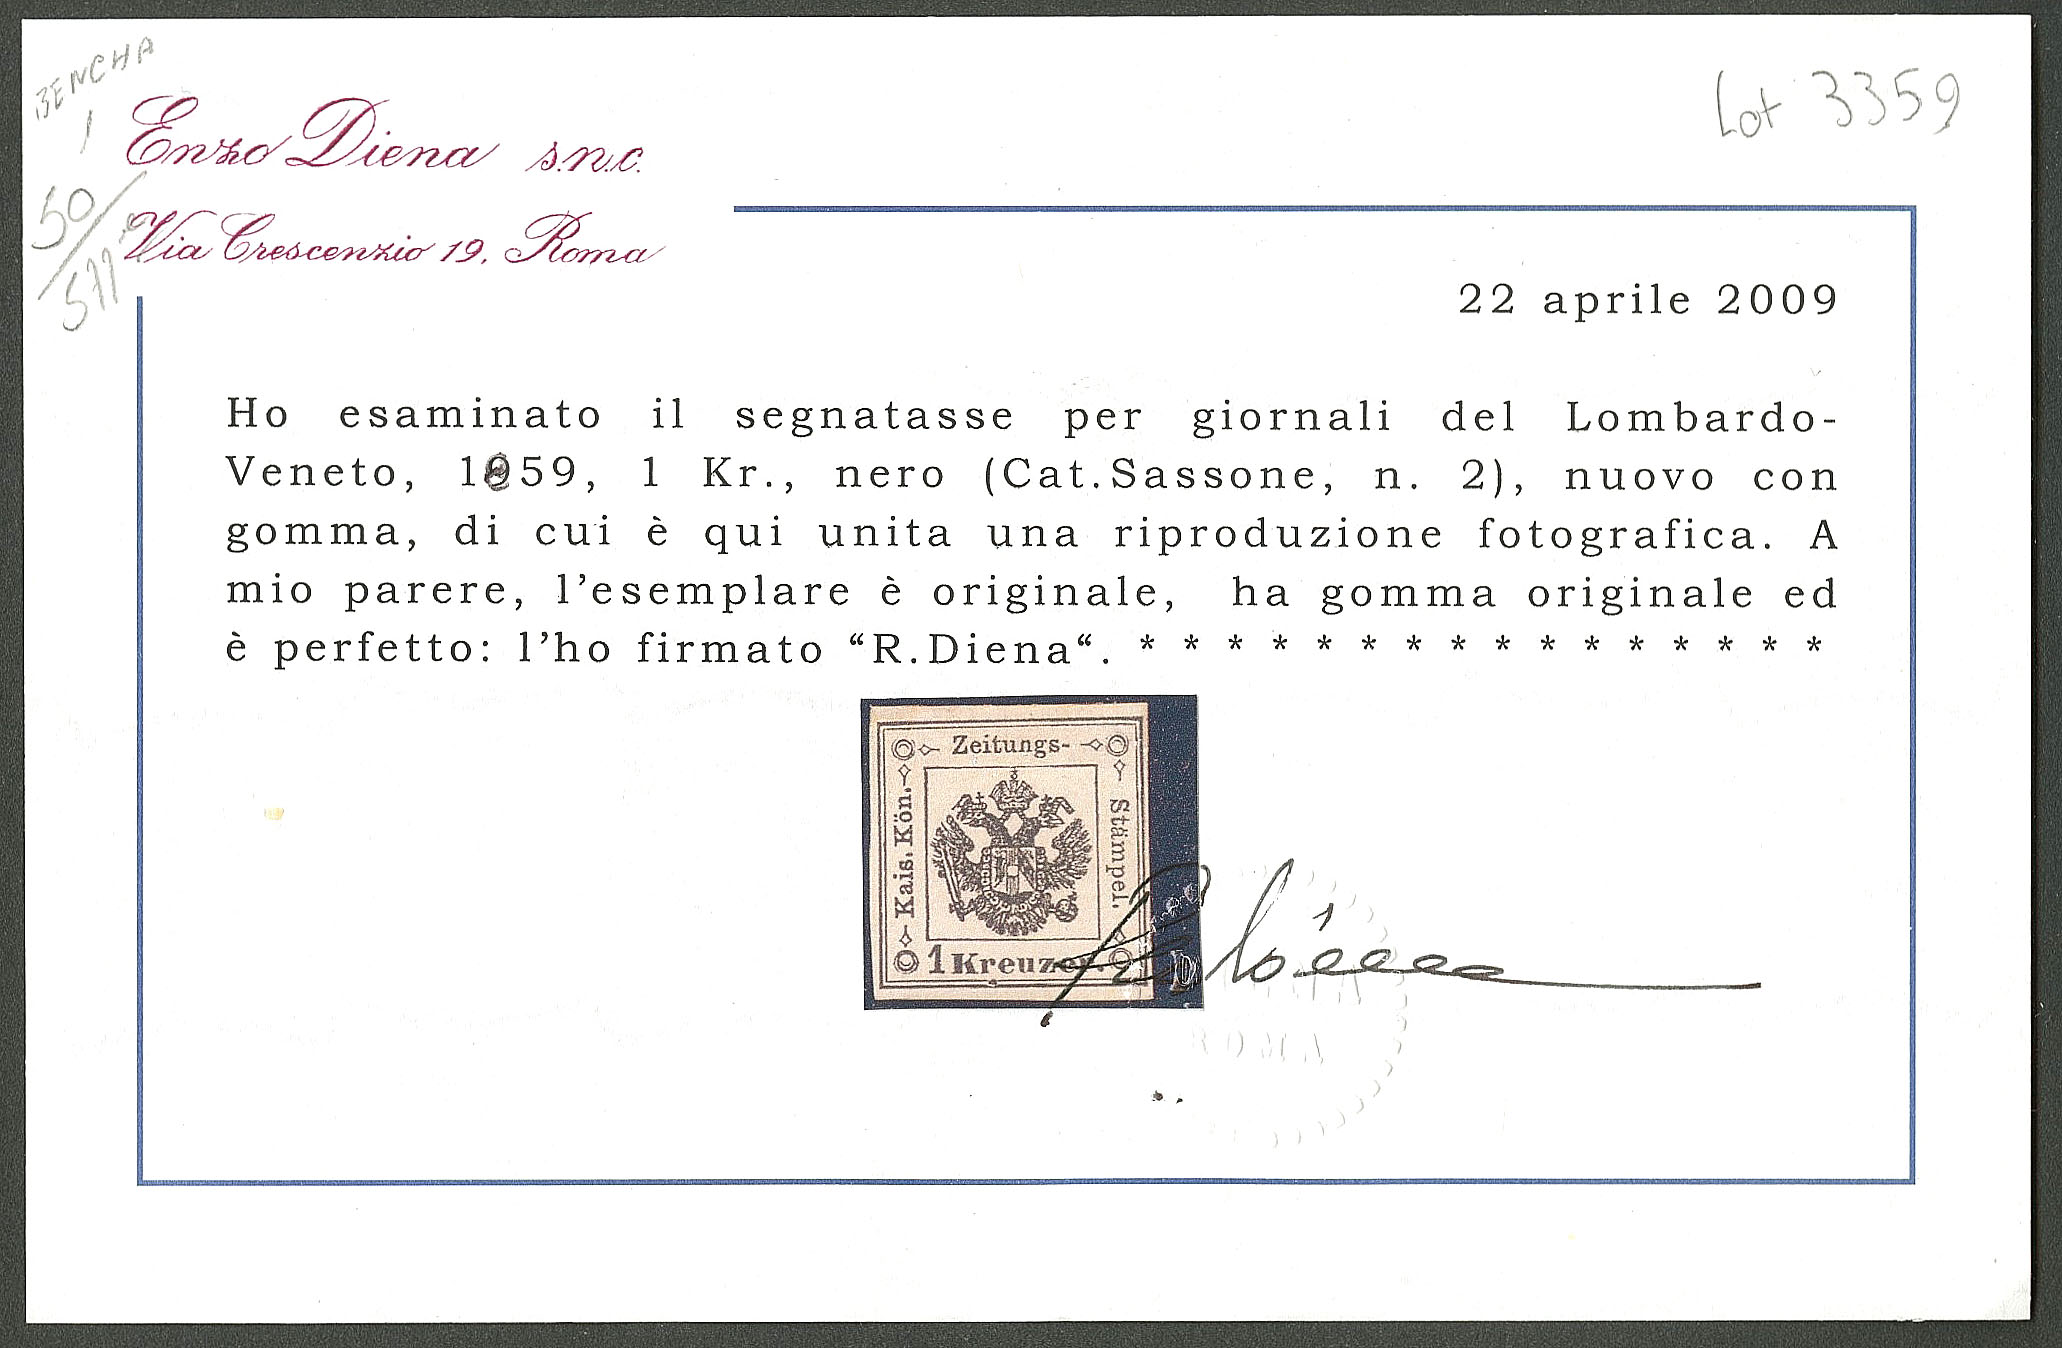 BENCHA
1
50/577
Lot 3359
Enzo Diena s.n.c.
Via Crescenzio 19, Roma
22 aprile 2009
Ho esaminato il segnatasse per giornali del Lombardo-
Veneto, 1859, 1 Kr., nero (Cat.Sassone, n. 2), nuovo con
gomma, di cui è qui unita una riproduzione fotografica. A
mio parere, l’esemplare è originale, ha gomma originale ed
è perfetto: l’ho firmato “R.Diena“. * * * * * * * * * * * * * * * *
Zeitungs-
Kais. Kön.
Stämpel.
1 Kreuzer.
ROMA